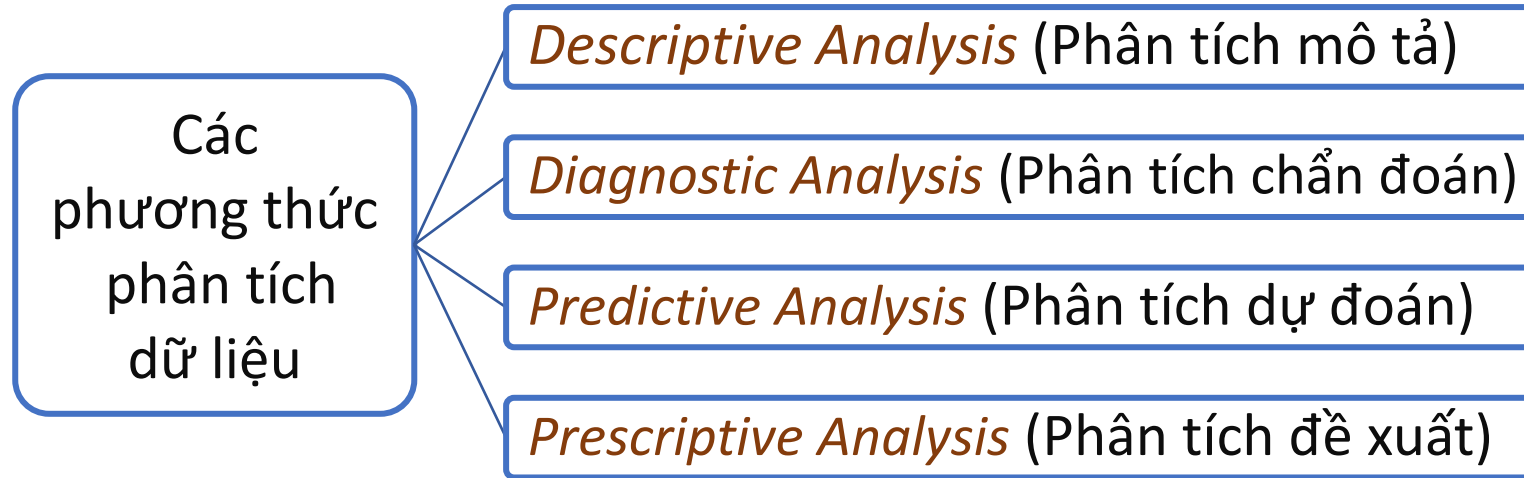 Các
phương thức
phân tích
dữ liệu
Descriptive Analysis (Phân tích mô tả)
Diagnostic Analysis (Phân tích chẩn đoán)
Predictive Analysis (Phân tích dự đoán)
Prescriptive Analysis (Phân tích đề xuất)